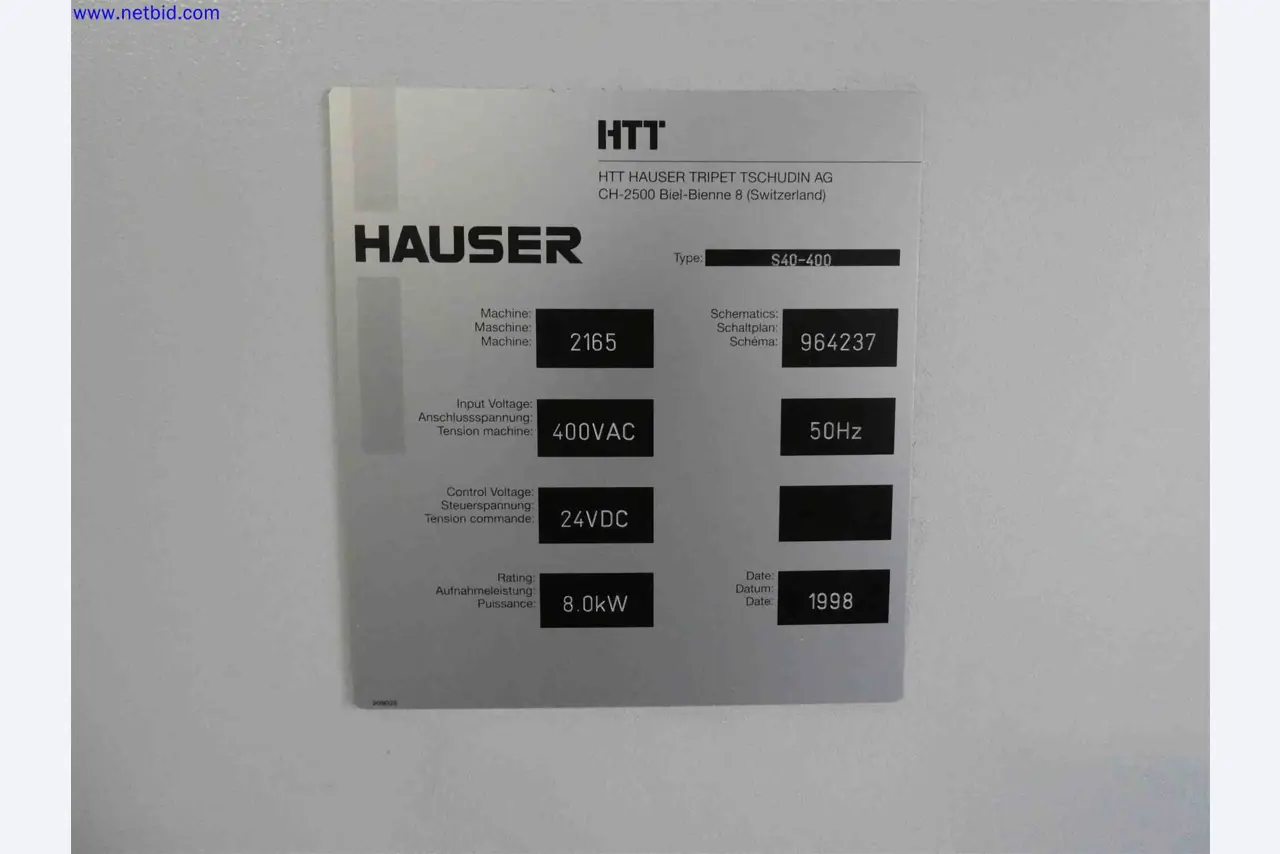 www.netbid.com
HTT
HTT HAUSER TRIPET TSCHUDIN AG
CH-2500 Biel-Bienne 8 (Switzerland)
HAUSER
Type: S40-400
Machine:
Maschine:
Machine: 2165
Schematics:
Schaltplan:
Schéma: 964237
Input Voltage:
Anschlussspannung:
Tension machine: 400VAC
50Hz
Control Voltage:
Steuerspannung:
Tension commande: 24VDC
Rating:
Aufnahmeleistung:
Puissance: 8.0kW
Date:
Datum:
Date: 1998